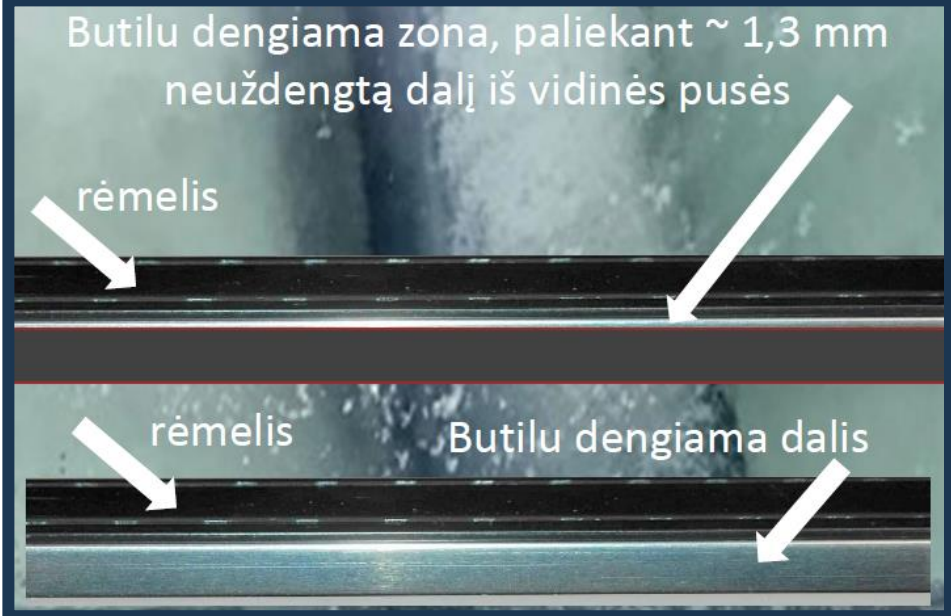 Butilu dengiama zona, paliekant ~ 1,3 mm
neuždengtą dalį iš vidinės pusės
rėmelis
rėmelis
Butilu dengiama dalis